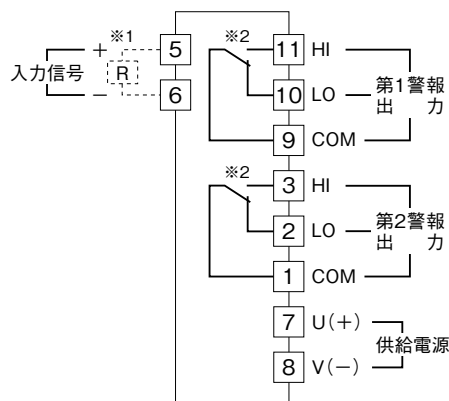 ※1
+
5
入力信号
R
−
6
※2
11 HI
10 LO
9 COM
第1警報
出 力
※2
3 HI
2 LO
1 COM
第2警報
出 力
7 U(+)
8 V(−)
供給電源